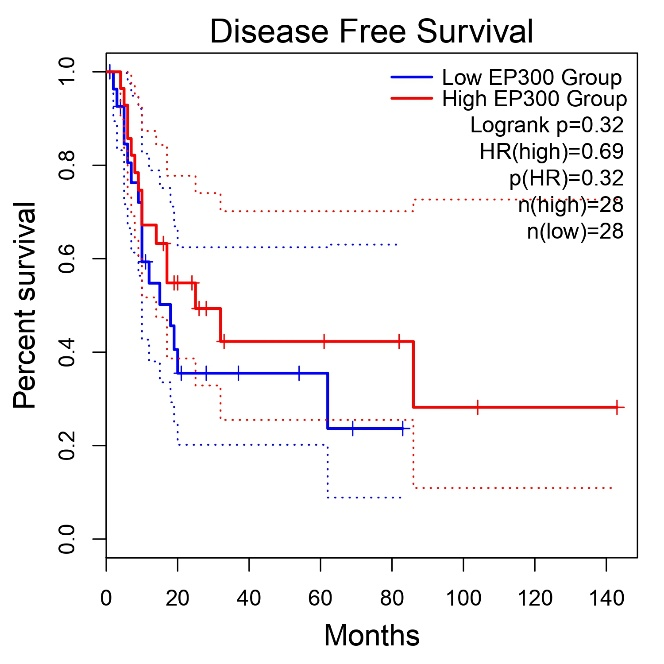 Disease Free Survival
Low EP300 Group
High EP300 Group
Logrank p=0.32
HR(high)=0.69
p(HR)=0.32
n(high)=28
n(low)=28
Percent survival
1.0
0.8
0.6
0.4
0.2
0.0
0 20 40 60 80 100 120 140
Months